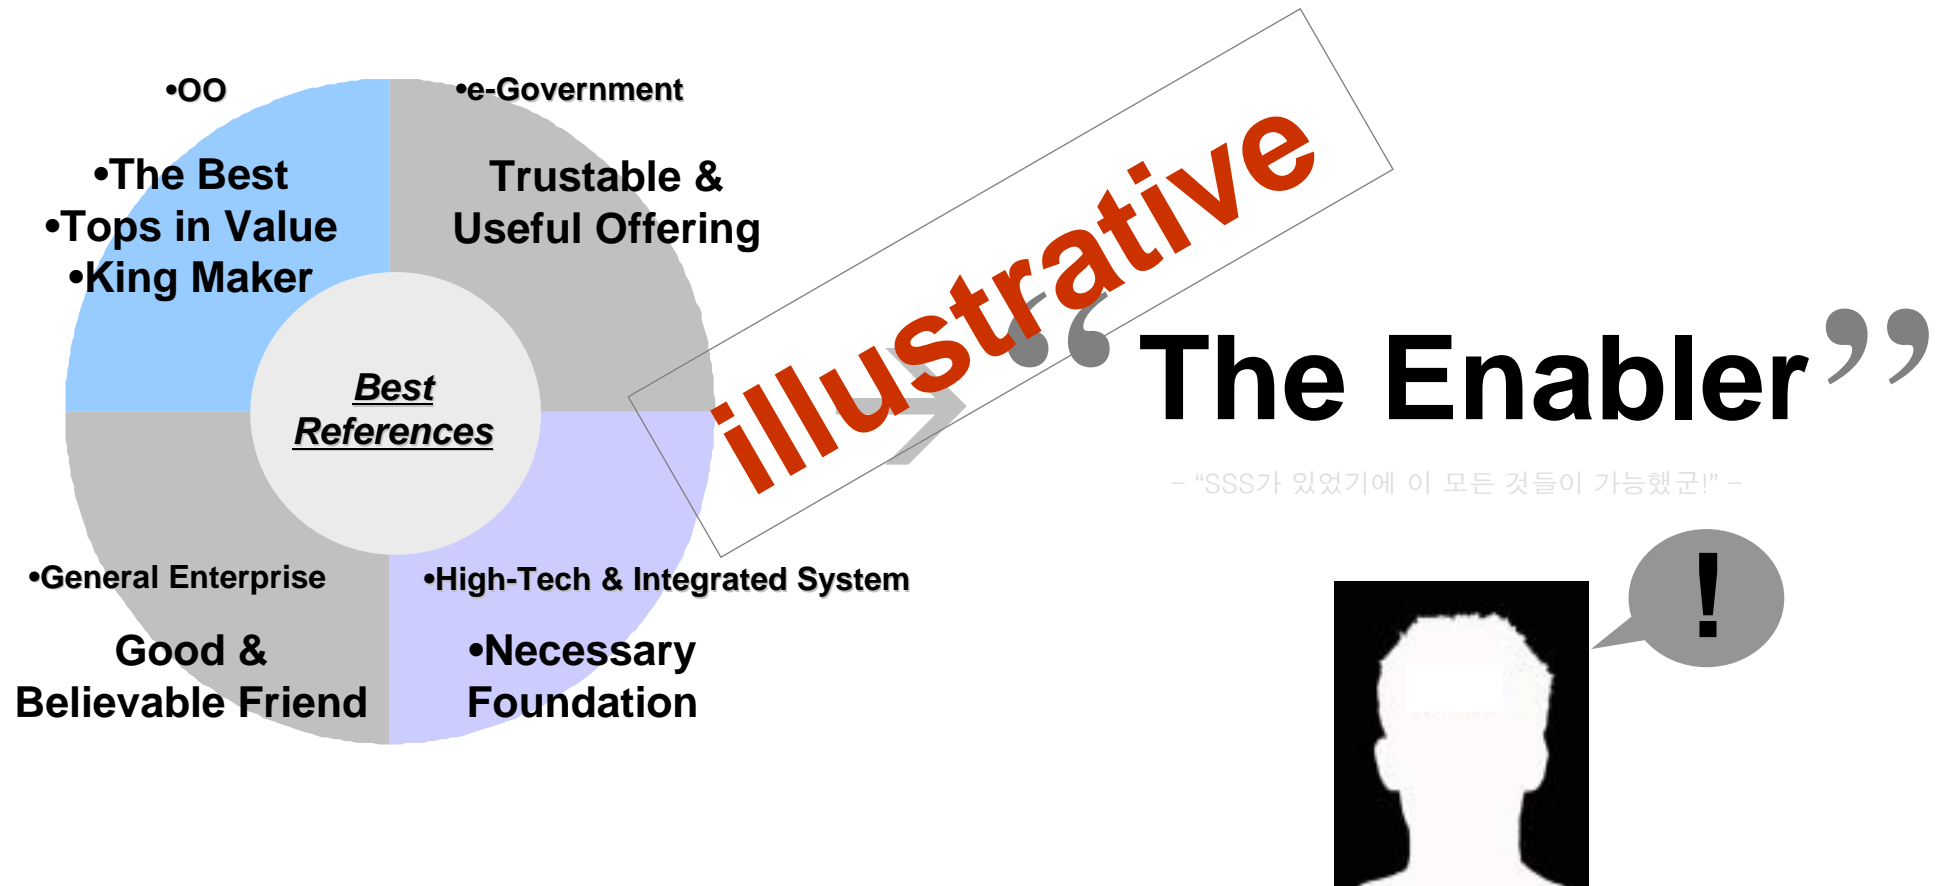 •OO
•The Best
•Tops in Value
•King Maker
•e-Government
Trustable &
Useful Offering
Best
References
•General Enterprise
Good &
Believable Friend
•High-Tech & Integrated System
•Necessary
Foundation
illustrative
“The Enabler”
– “SSS가 있었기에 이 모든 것들이 가능했군!” –
!